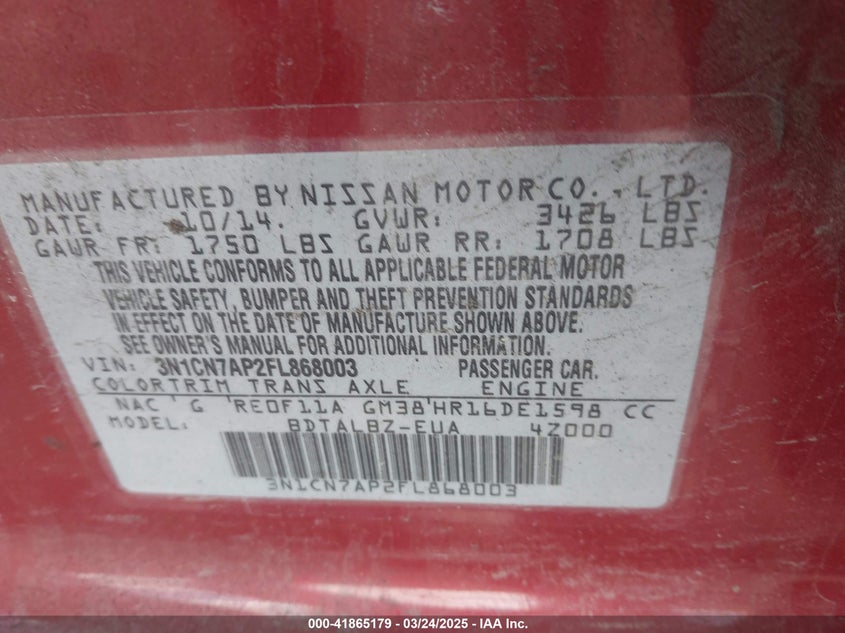 MANUFACTURED BY NISSAN MOTOR CO., LTD.
DATE: 10/14. GVWR: 3426 LBS
GAWR FR: 1750 LBS GAWR RR: 1708 LBS
THIS VEHICLE CONFORMS TO ALL APPLICABLE FEDERAL MOTOR
VEHICLE SAFETY, BUMPER AND THEFT PREVENTION STANDARDS
IN EFFECT ON THE DATE OF MANUFACTURE SHOWN ABOVE.
SEE OWNER'S MANUAL FOR ADDITIONAL INFORMATION.
VIN: 3N1CN7AP2FL868003 PASSENGER CAR.
COLOR TRIM TRANS AXLE ENGINE
NAC G RE0F11A GM38 HR16DE1598 CC
MODEL: BDTALBZ-EUA 4Z000
3N1CN7AP2FL868003
000-41865179 — 03/24/2025 — IAA Inc.